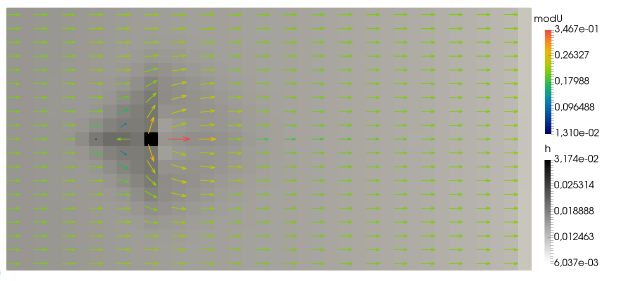 modU
3,467e-01
0,26327
0,17988
0,096488
1,310e-02
h
3,174e-02
0,025314
0,018888
0,012463
6,037e-03